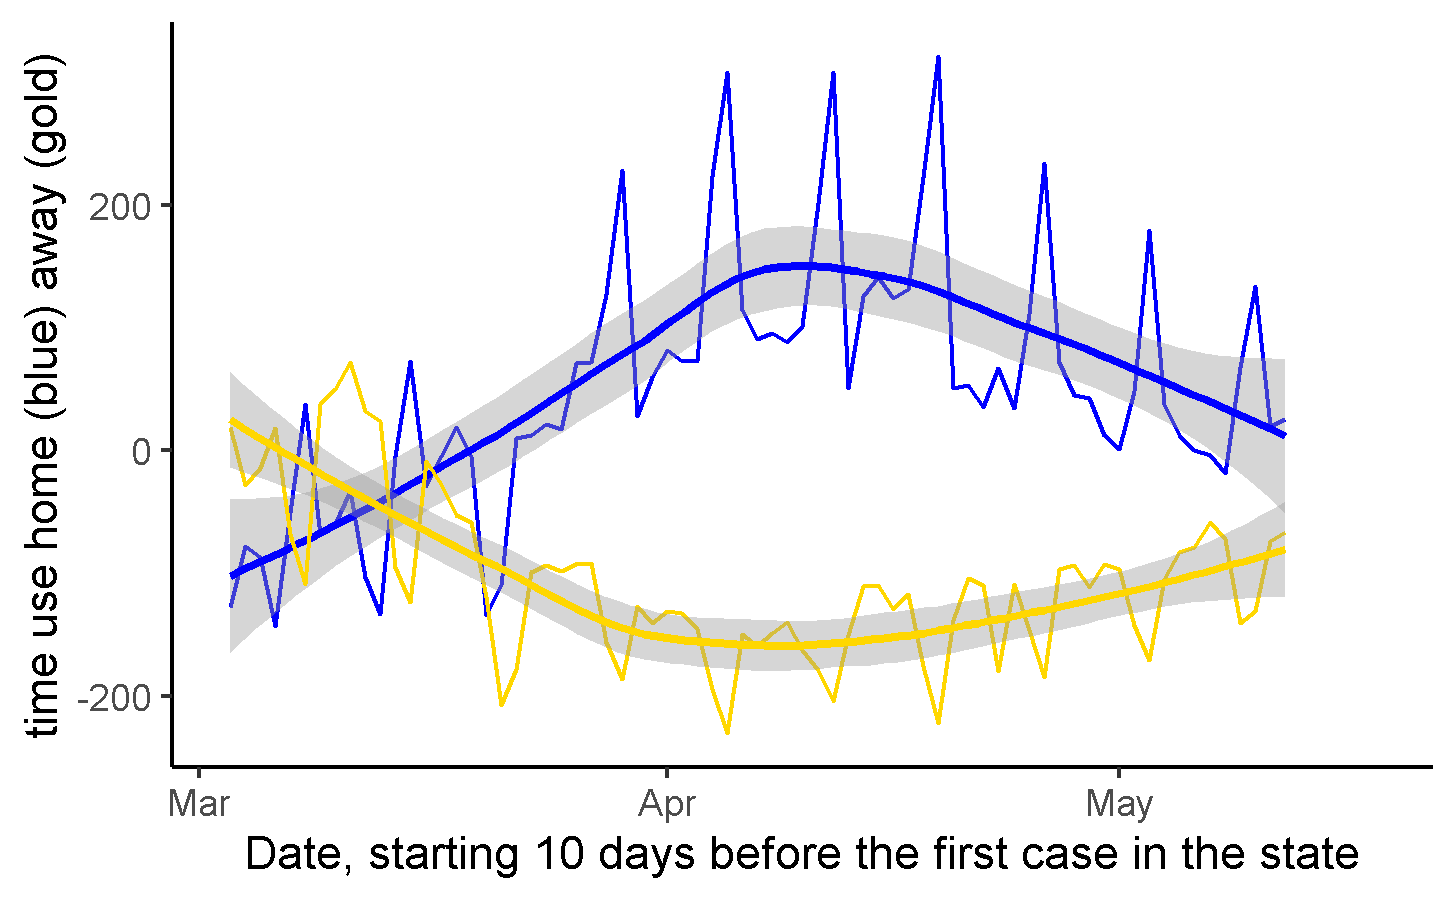 time use home (blue) away (gold)
200
0
-200
Mar
Apr
May
Date, starting 10 days before the first case in the state